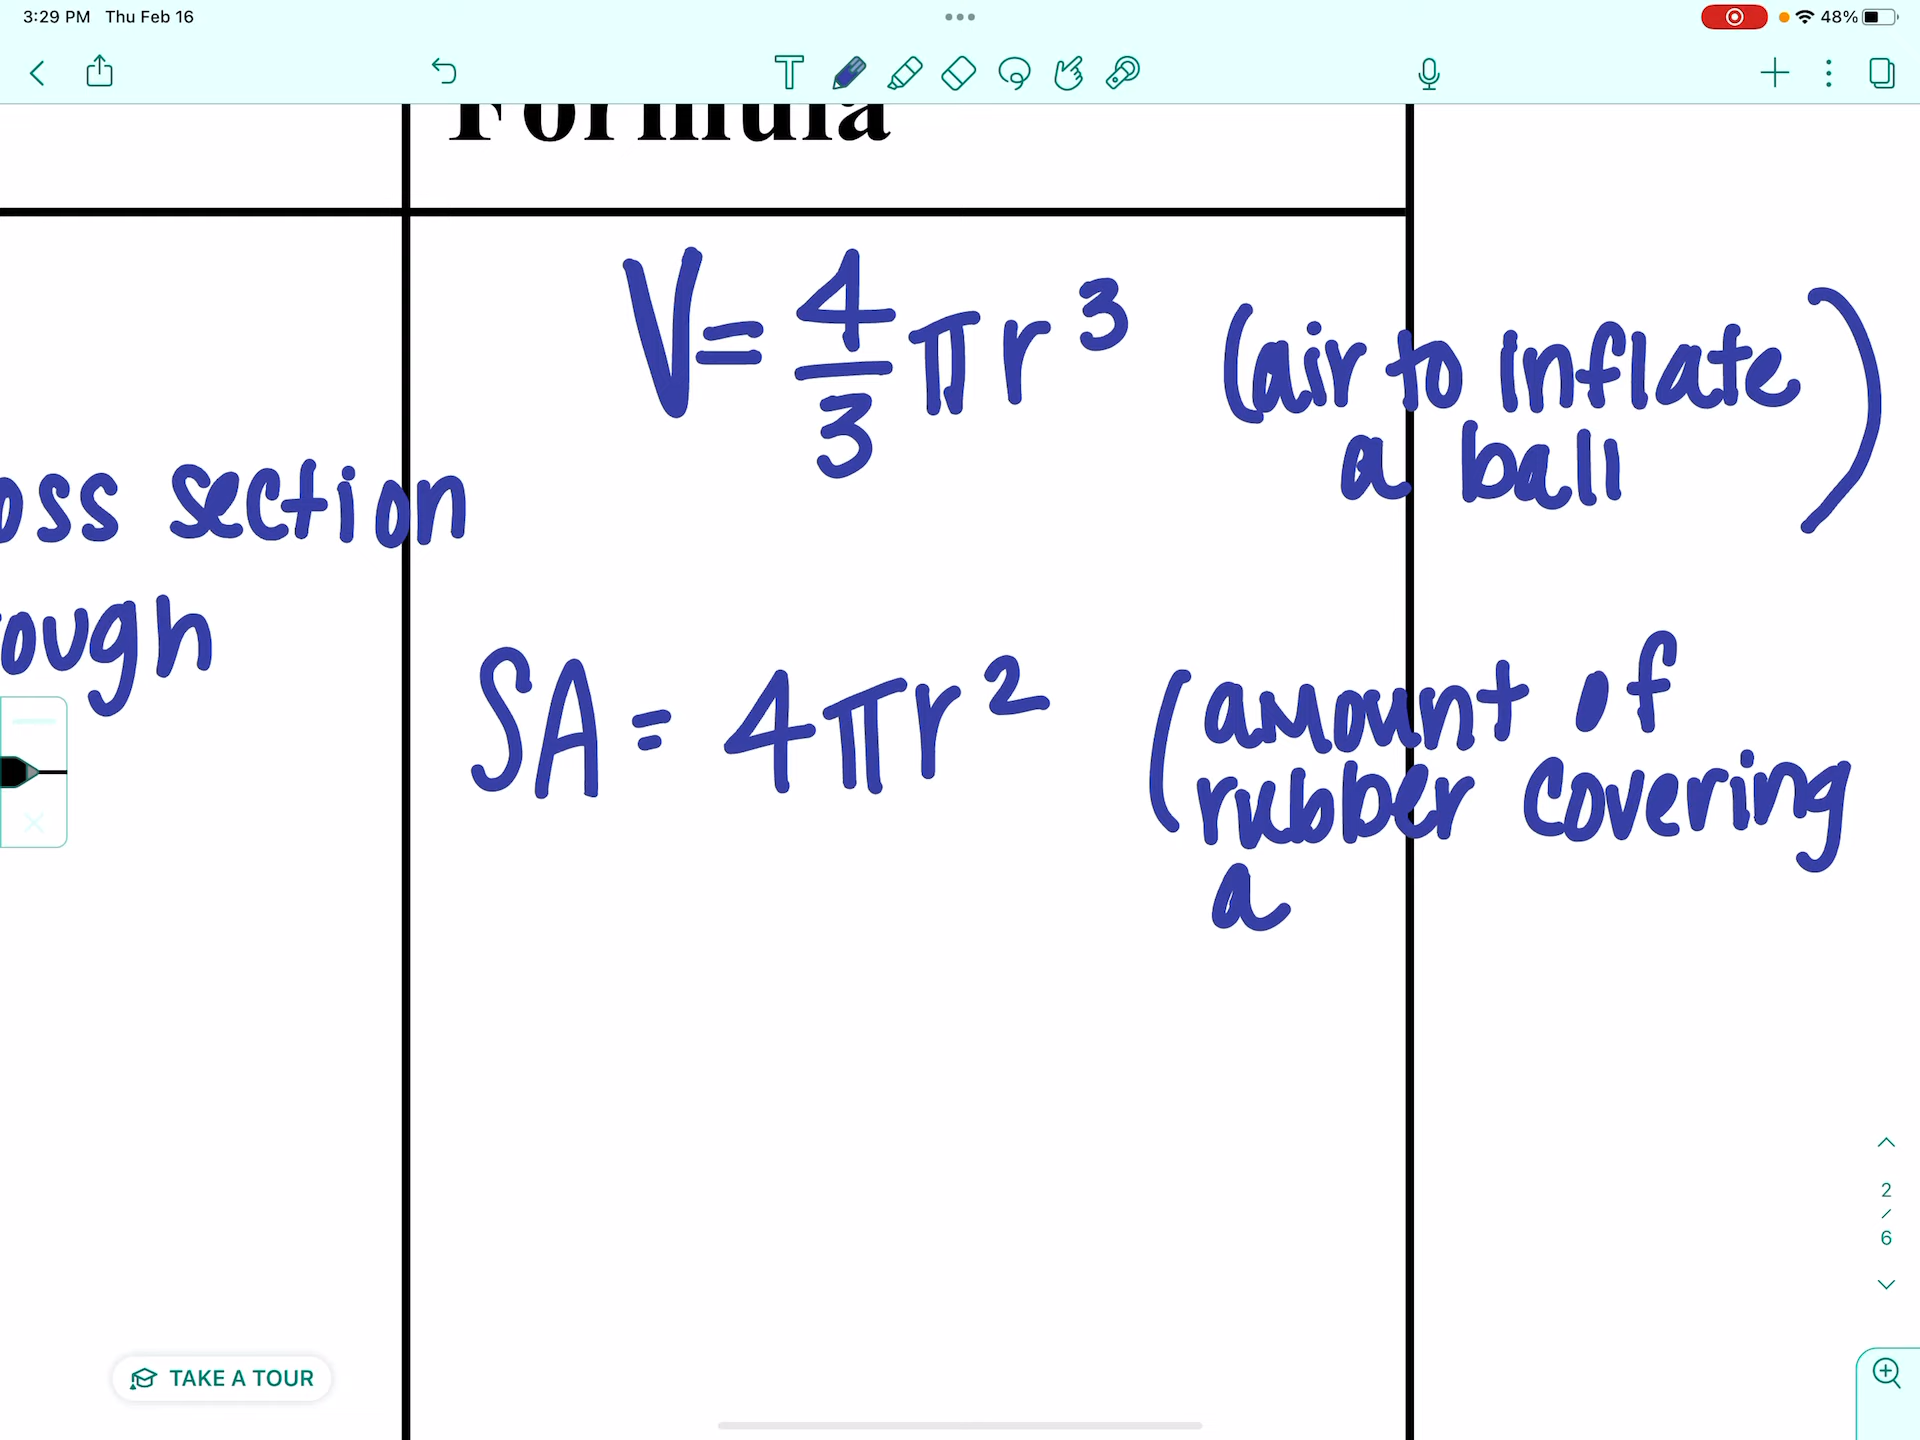 3:29 PM Thu Feb 16
48%
T
Formula
V = 4/3 πr³ (air to inflate
a ball)
oss section
ough
SA = 4πr² (amount of
rubber covering
a
2
/
6
TAKE A TOUR